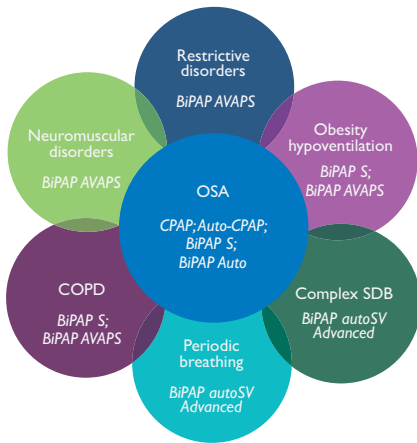 Restrictive
disorders
BiPAP AVAPS
Obesity
hypoventilation
BiPAP S;
BiPAP AVAPS
Neuromuscular
disorders
BiPAP AVAPS
OSA
CPAP; Auto-CPAP;
BiPAP S;
BiPAP Auto
COPD
BiPAP S;
BiPAP AVAPS
Complex SDB
BiPAP autoSV
Advanced
Periodic
breathing
BiPAP autoSV
Advanced